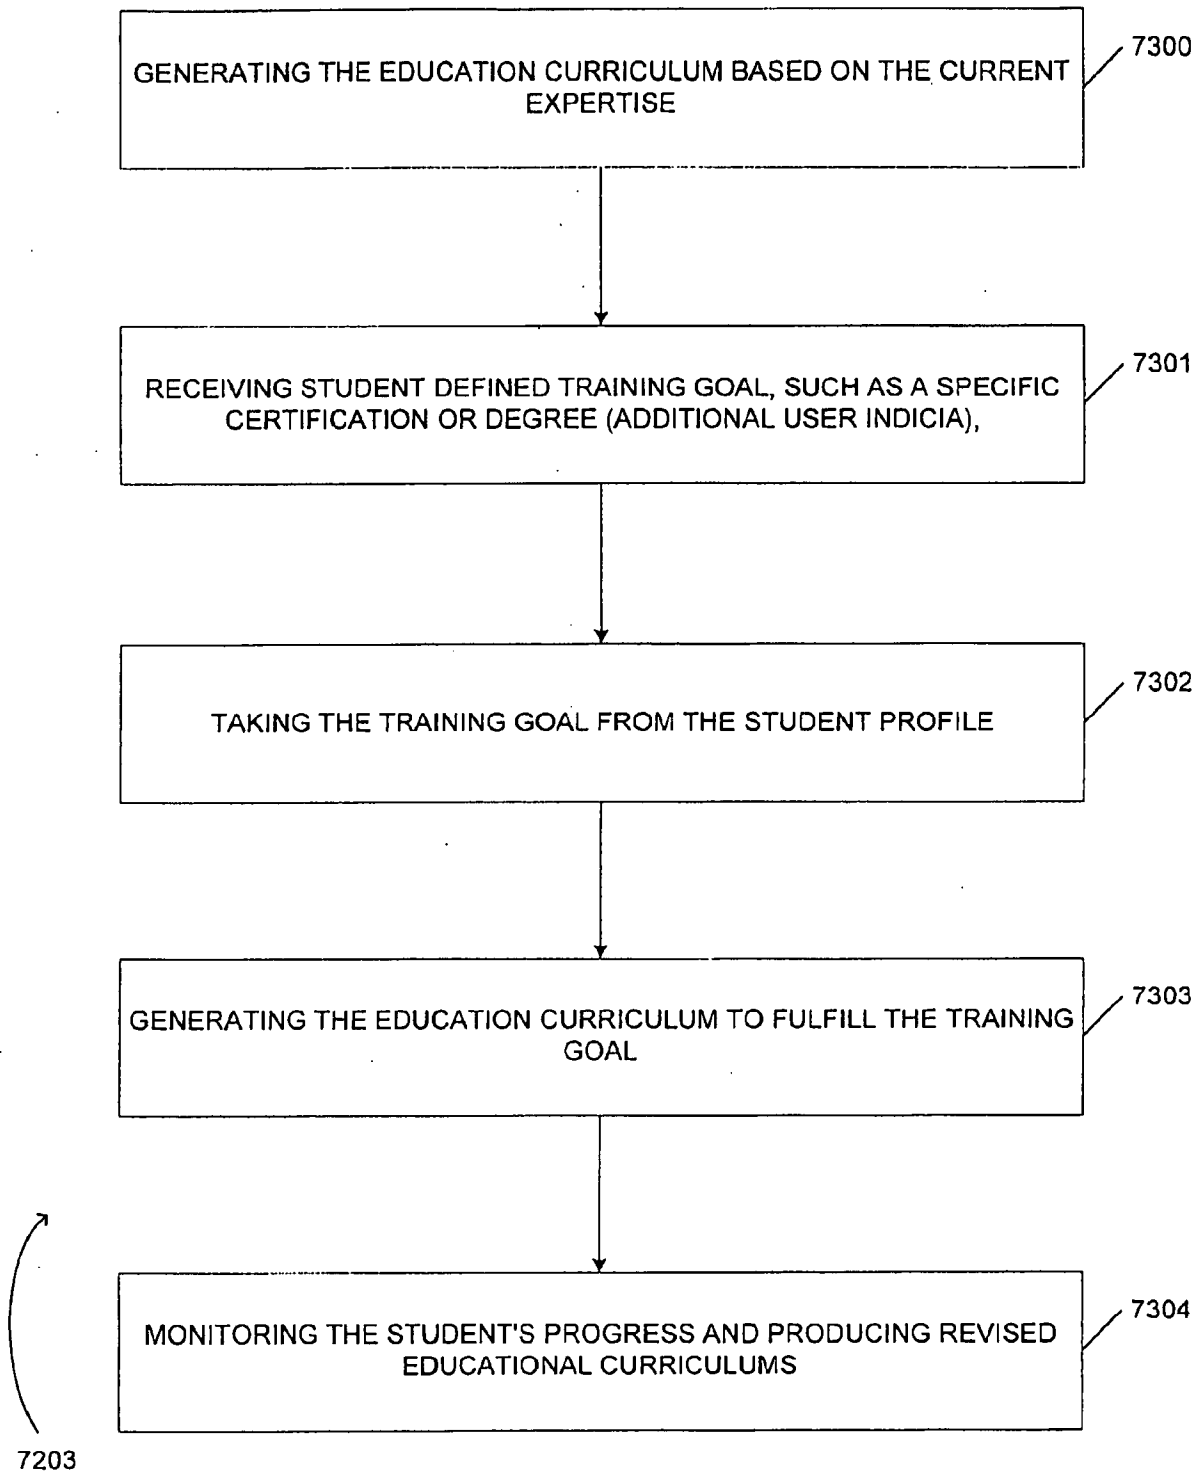 7300
GENERATING THE EDUCATION CURRICULUM BASED ON THE CURRENT
EXPERTISE
7301
RECEIVING STUDENT DEFINED TRAINING GOAL, SUCH AS A SPECIFIC
CERTIFICATION OR DEGREE (ADDITIONAL USER INDICIA),
7302
TAKING THE TRAINING GOAL FROM THE STUDENT PROFILE
7303
GENERATING THE EDUCATION CURRICULUM TO FULFILL THE TRAINING
GOAL
7304
MONITORING THE STUDENT'S PROGRESS AND PRODUCING REVISED
EDUCATIONAL CURRICULUMS
7203